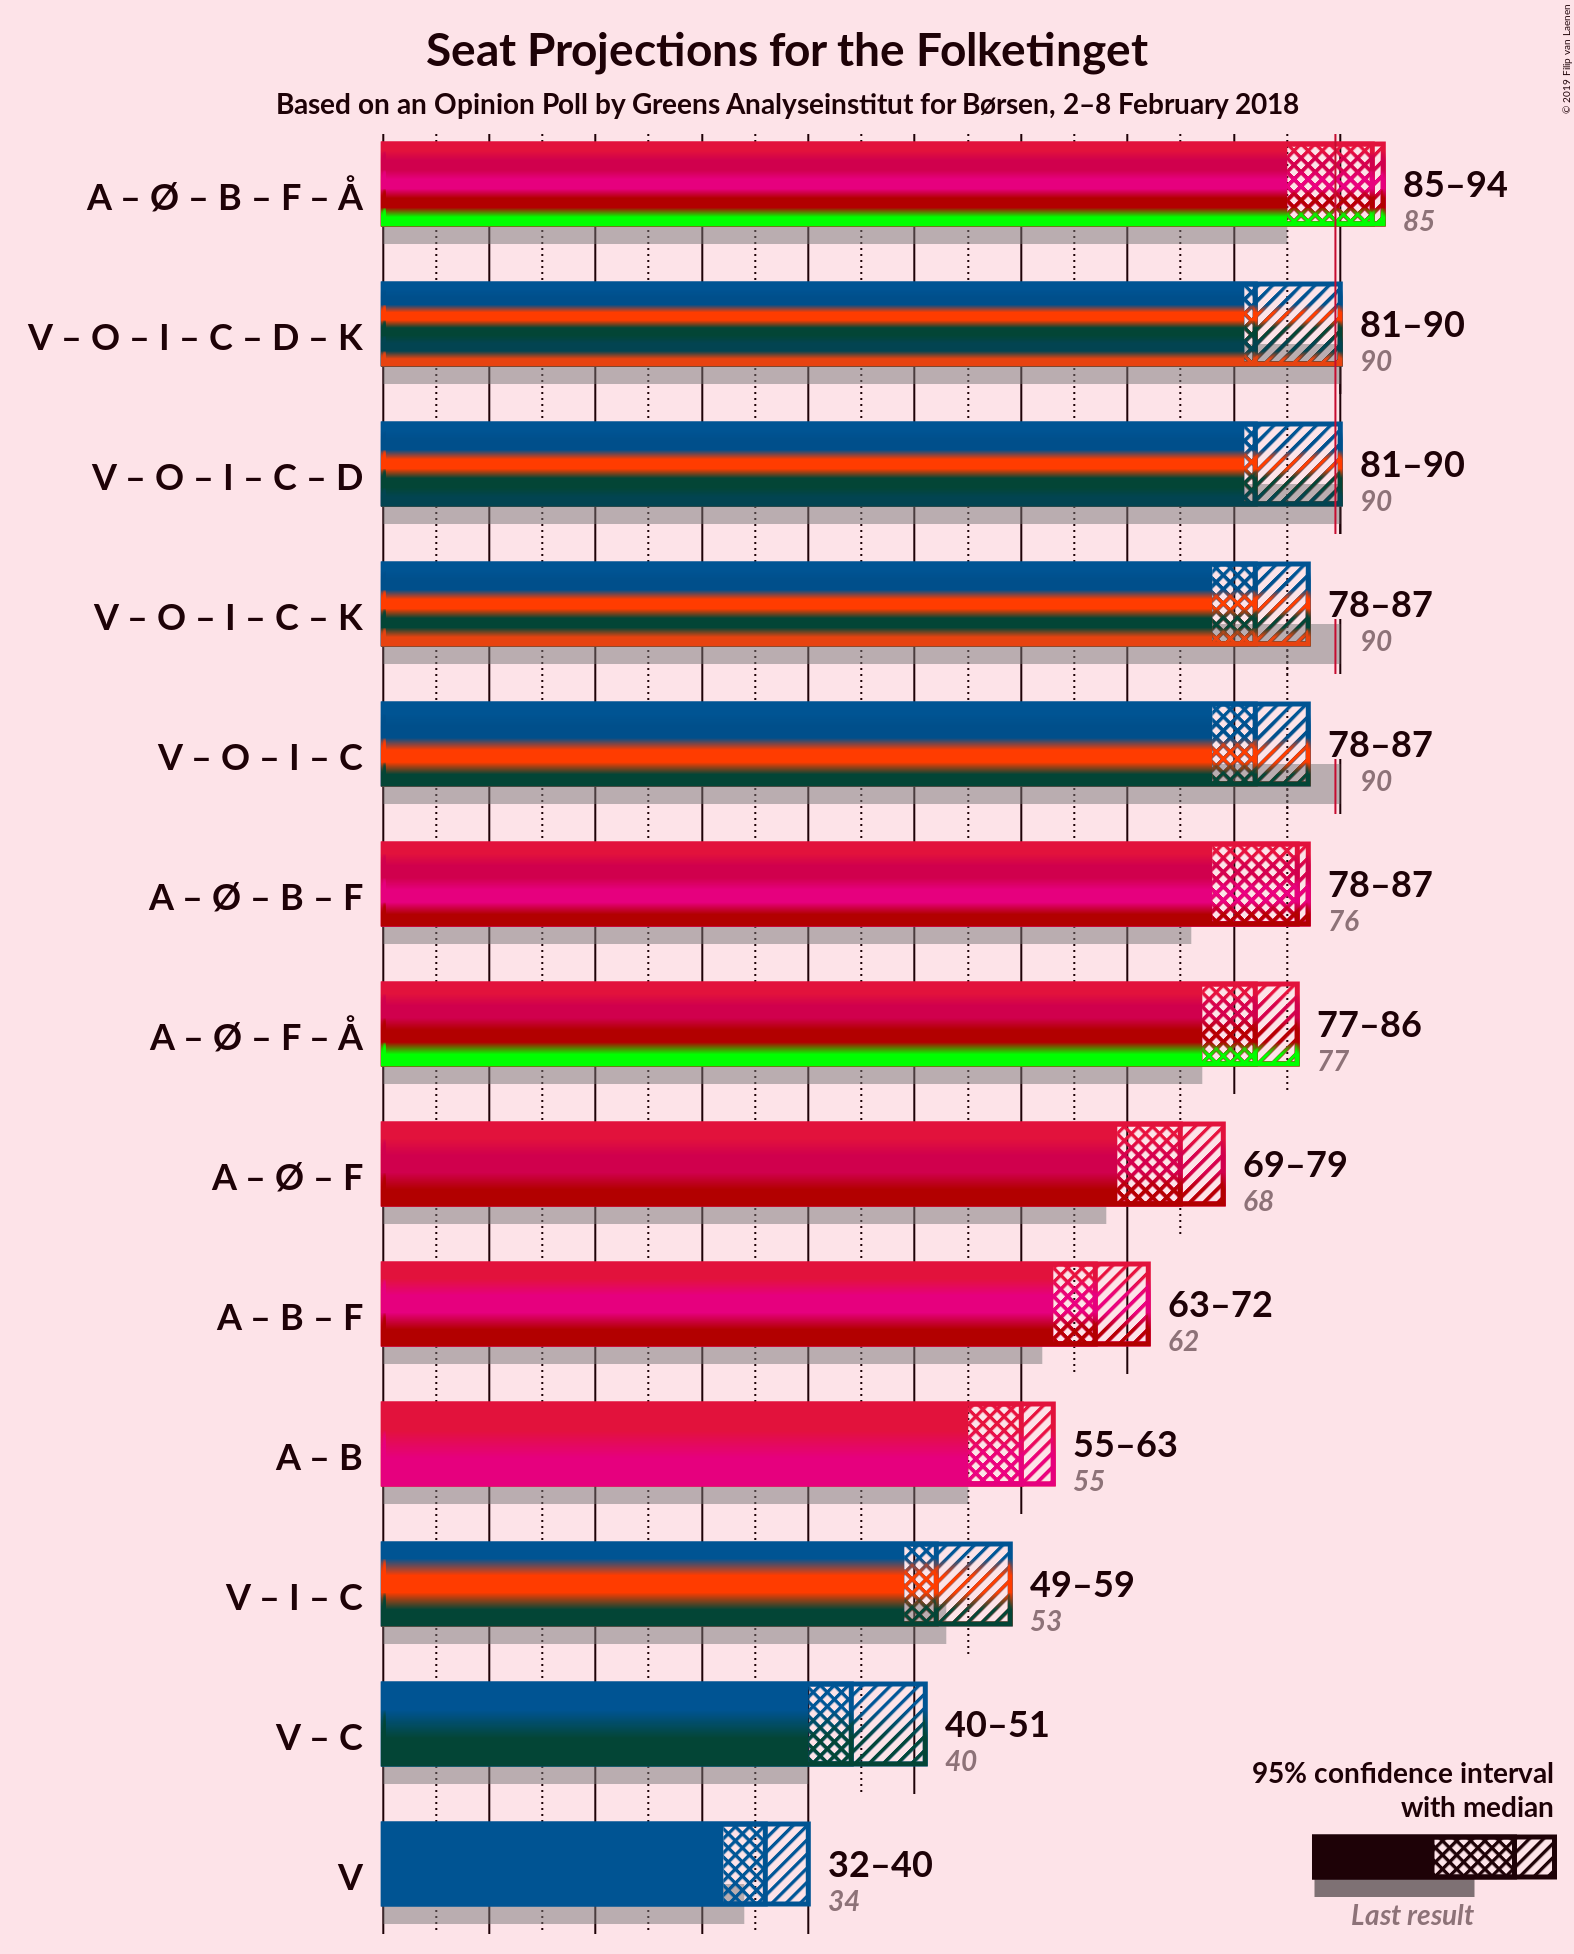 Seat Projections for the Folketinget
Based on an Opinion Poll by Greens Analyseinstitut for Børsen, 2–8 February 2018
© 2019 Filip van Laenen
A – Ø – B – F – Å
85–94
85
V – O – I – C – D – K
81–90
90
V – O – I – C – D
81–90
90
V – O – I – C – K
78–87
90
V – O – I – C
78–87
90
A – Ø – B – F
78–87
76
A – Ø – F – Å
77–86
77
A – Ø – F
69–79
68
A – B – F
63–72
62
A – B
55–63
55
V – I – C
49–59
53
V – C
40–51
40
V
32–40
34
95% confidence interval
with median
Last result